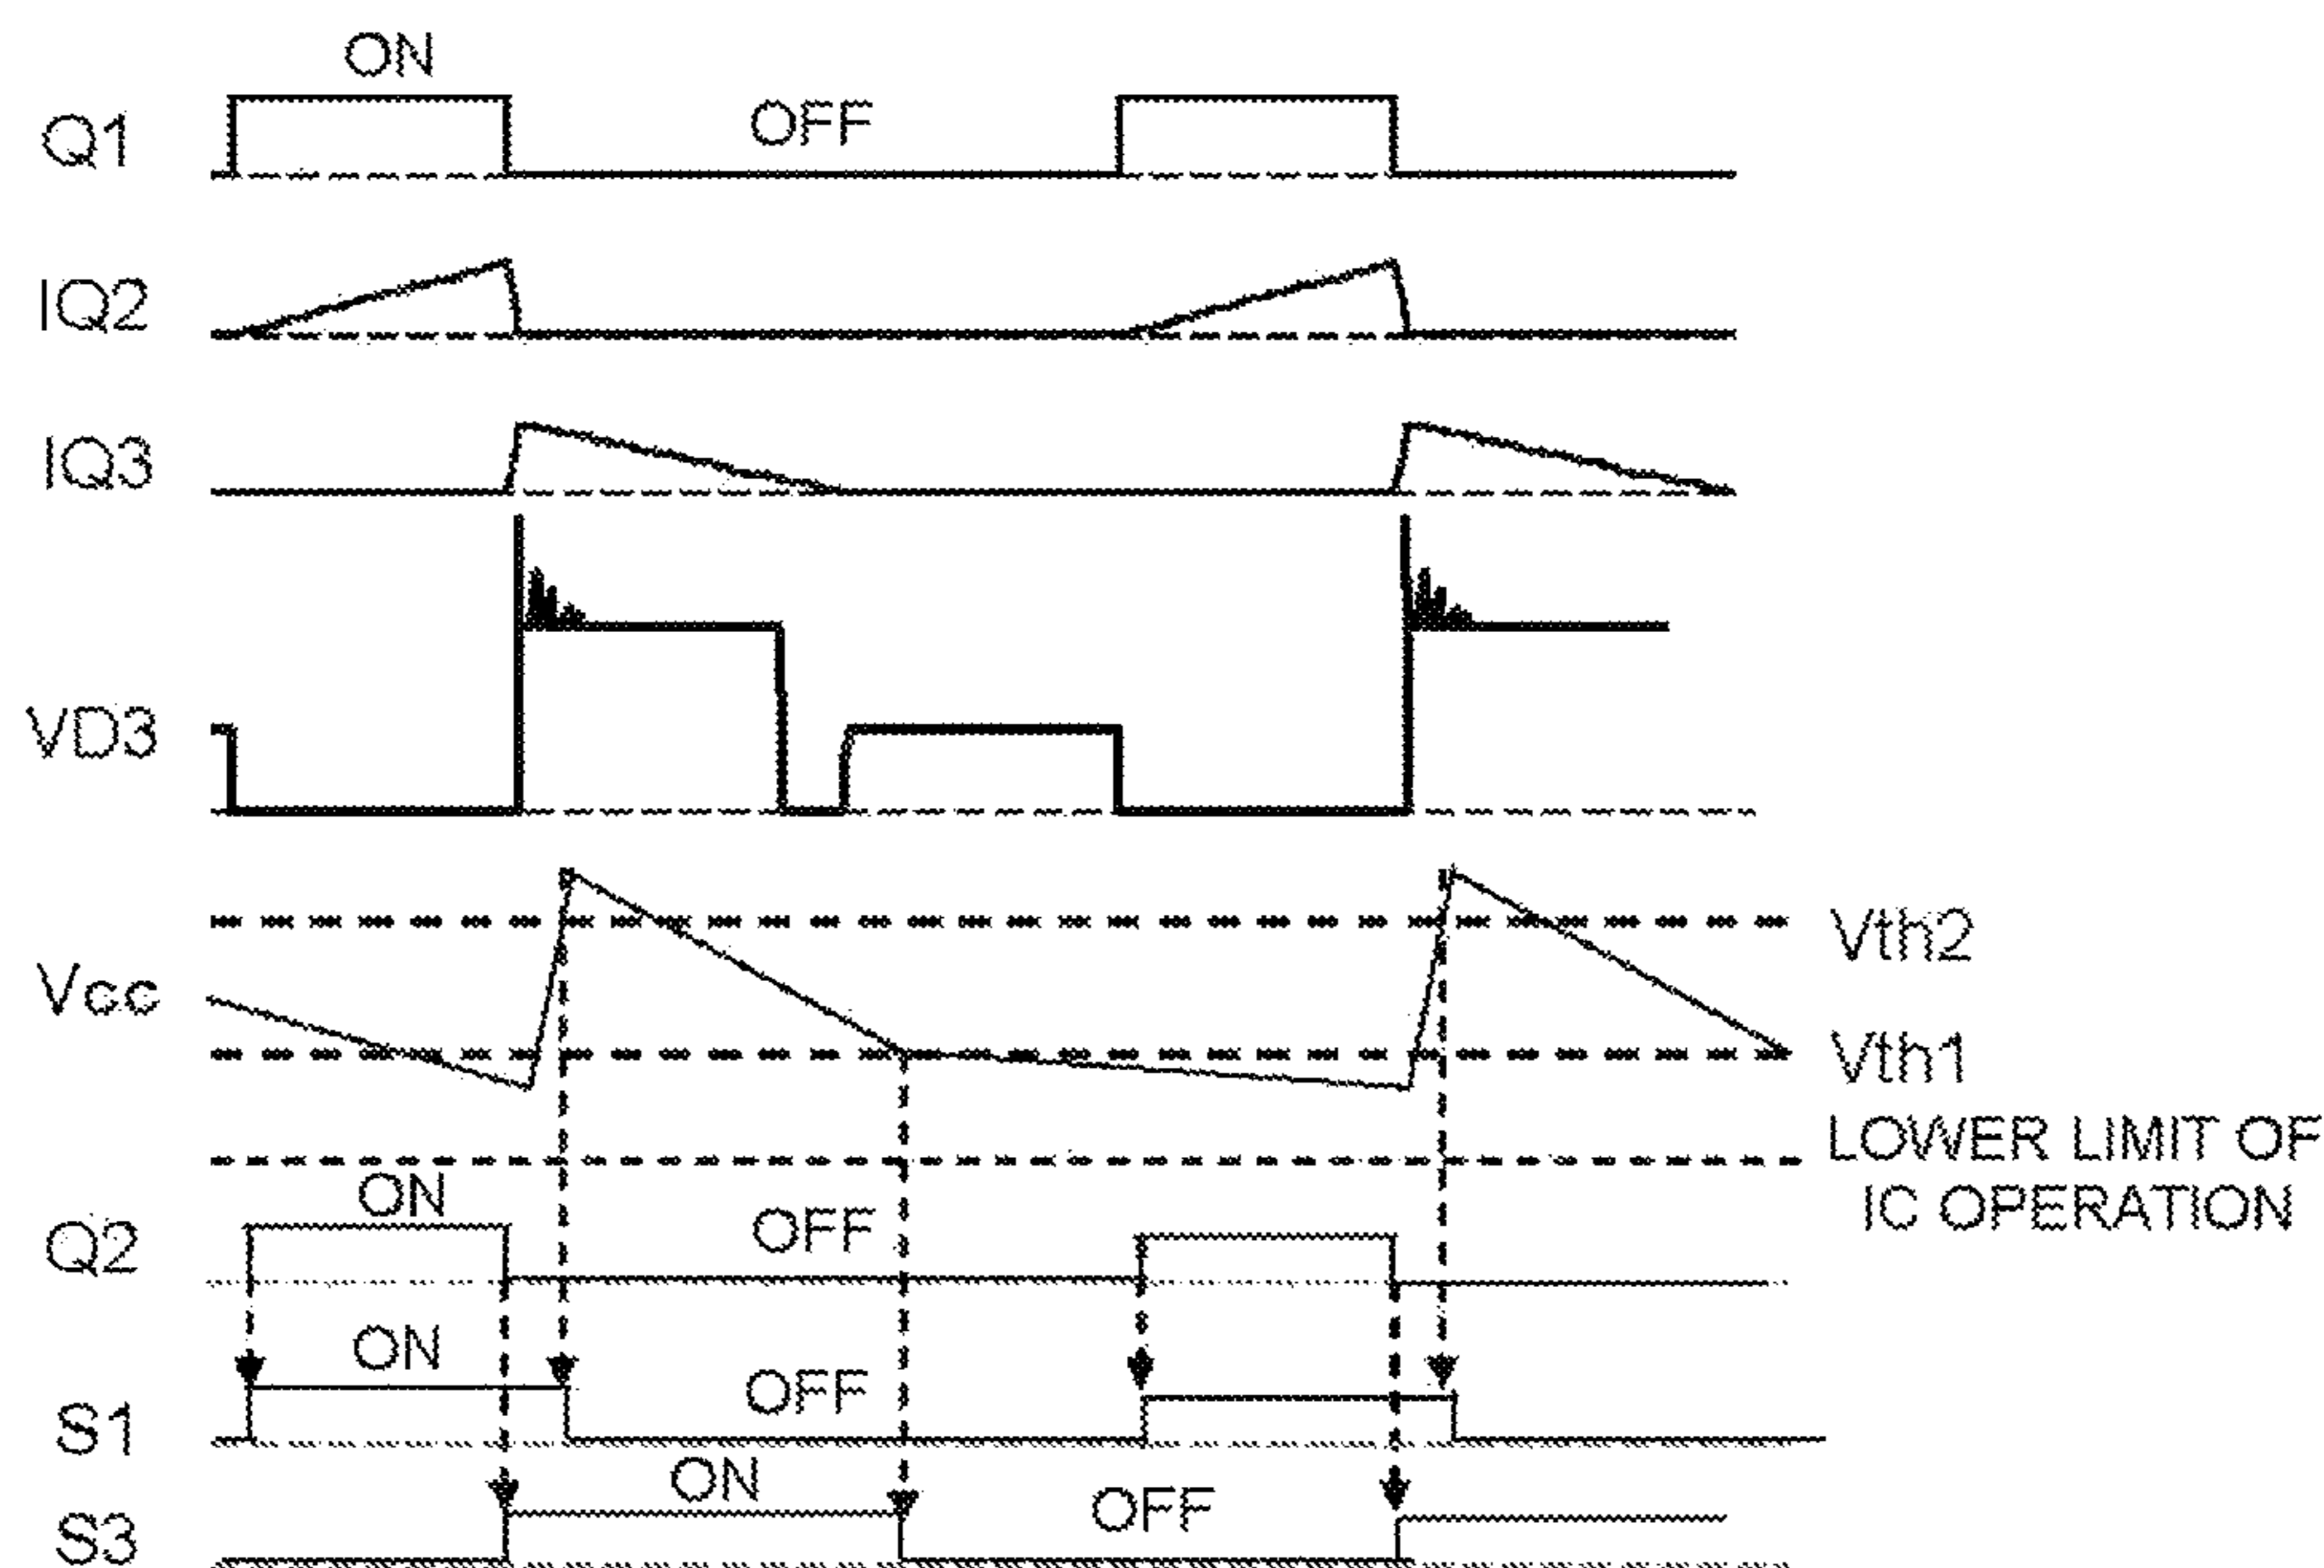 ON
Q1
OFF
IQ2
IQ3
VD3
Vth2
Vcc
Vth1
LOWER LIMIT OF
IC OPERATION
ON
Q2
OFF
ON
S1
OFF
ON
S3
OFF